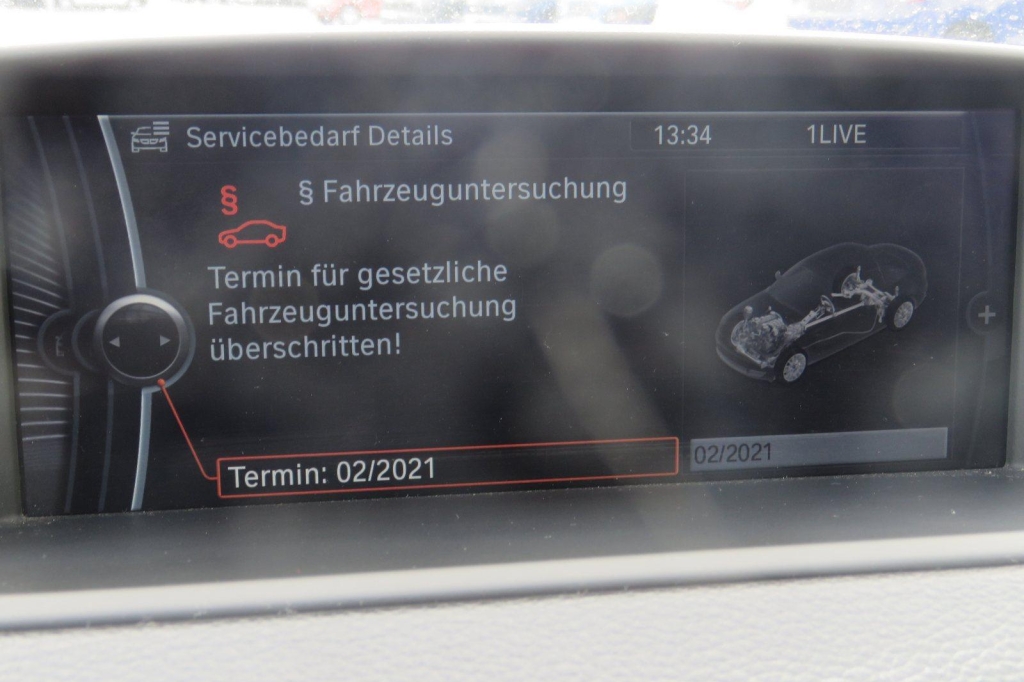 Servicebedarf Details
13:34
1LIVE
§
§ Fahrzeuguntersuchung
Termin für gesetzliche
Fahrzeuguntersuchung
überschritten!
Termin: 02/2021
02/2021